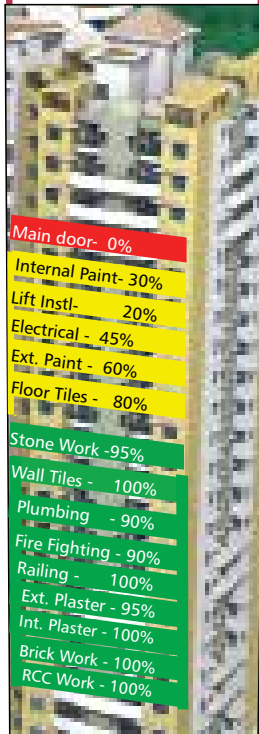 Main door- 0%
Internal Paint- 30%
Lift Instl- 20%
Electrical - 45%
Ext. Paint - 60%
Floor Tiles - 80%
Stone Work -95%
Wall Tiles - 100%
Plumbing - 90%
Fire Fighting - 90%
Railing - 100%
Ext. Plaster - 95%
Int. Plaster - 100%
Brick Work - 100%
RCC Work - 100%